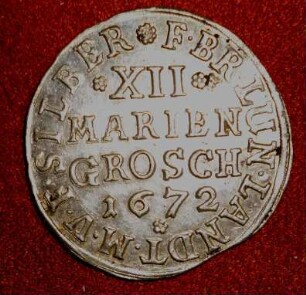 F·BR·LUN·LANDT·M·V·F·SILBER
·XII·
MARIEN
GROSCH
1672